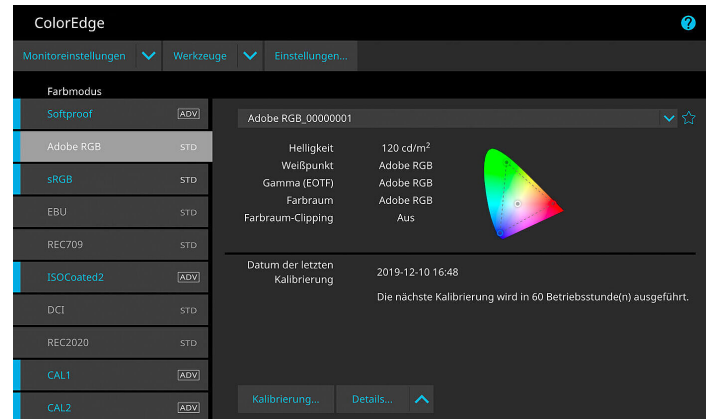 ColorEdge
?
Monitoreinstellungen Werkzeuge Einstellungen...
Farbmodus
Softproof ADV
Adobe RGB STD
sRGB STD
EBU STD
REC709 STD
ISOCoated2 ADV
DCI STD
REC2020 STD
CAL1 ADV
CAL2 ADV
Adobe RGB_00000001
Helligkeit 120 cd/m²
Weißpunkt Adobe RGB
Gamma (EOTF) Adobe RGB
Farbraum Adobe RGB
Farbraum-Clipping Aus
Datum der letzten
Kalibrierung
2019-12-10 16:48
Die nächste Kalibrierung wird in 60 Betriebsstunde(n) ausgeführt.
Kalibrierung... Details...